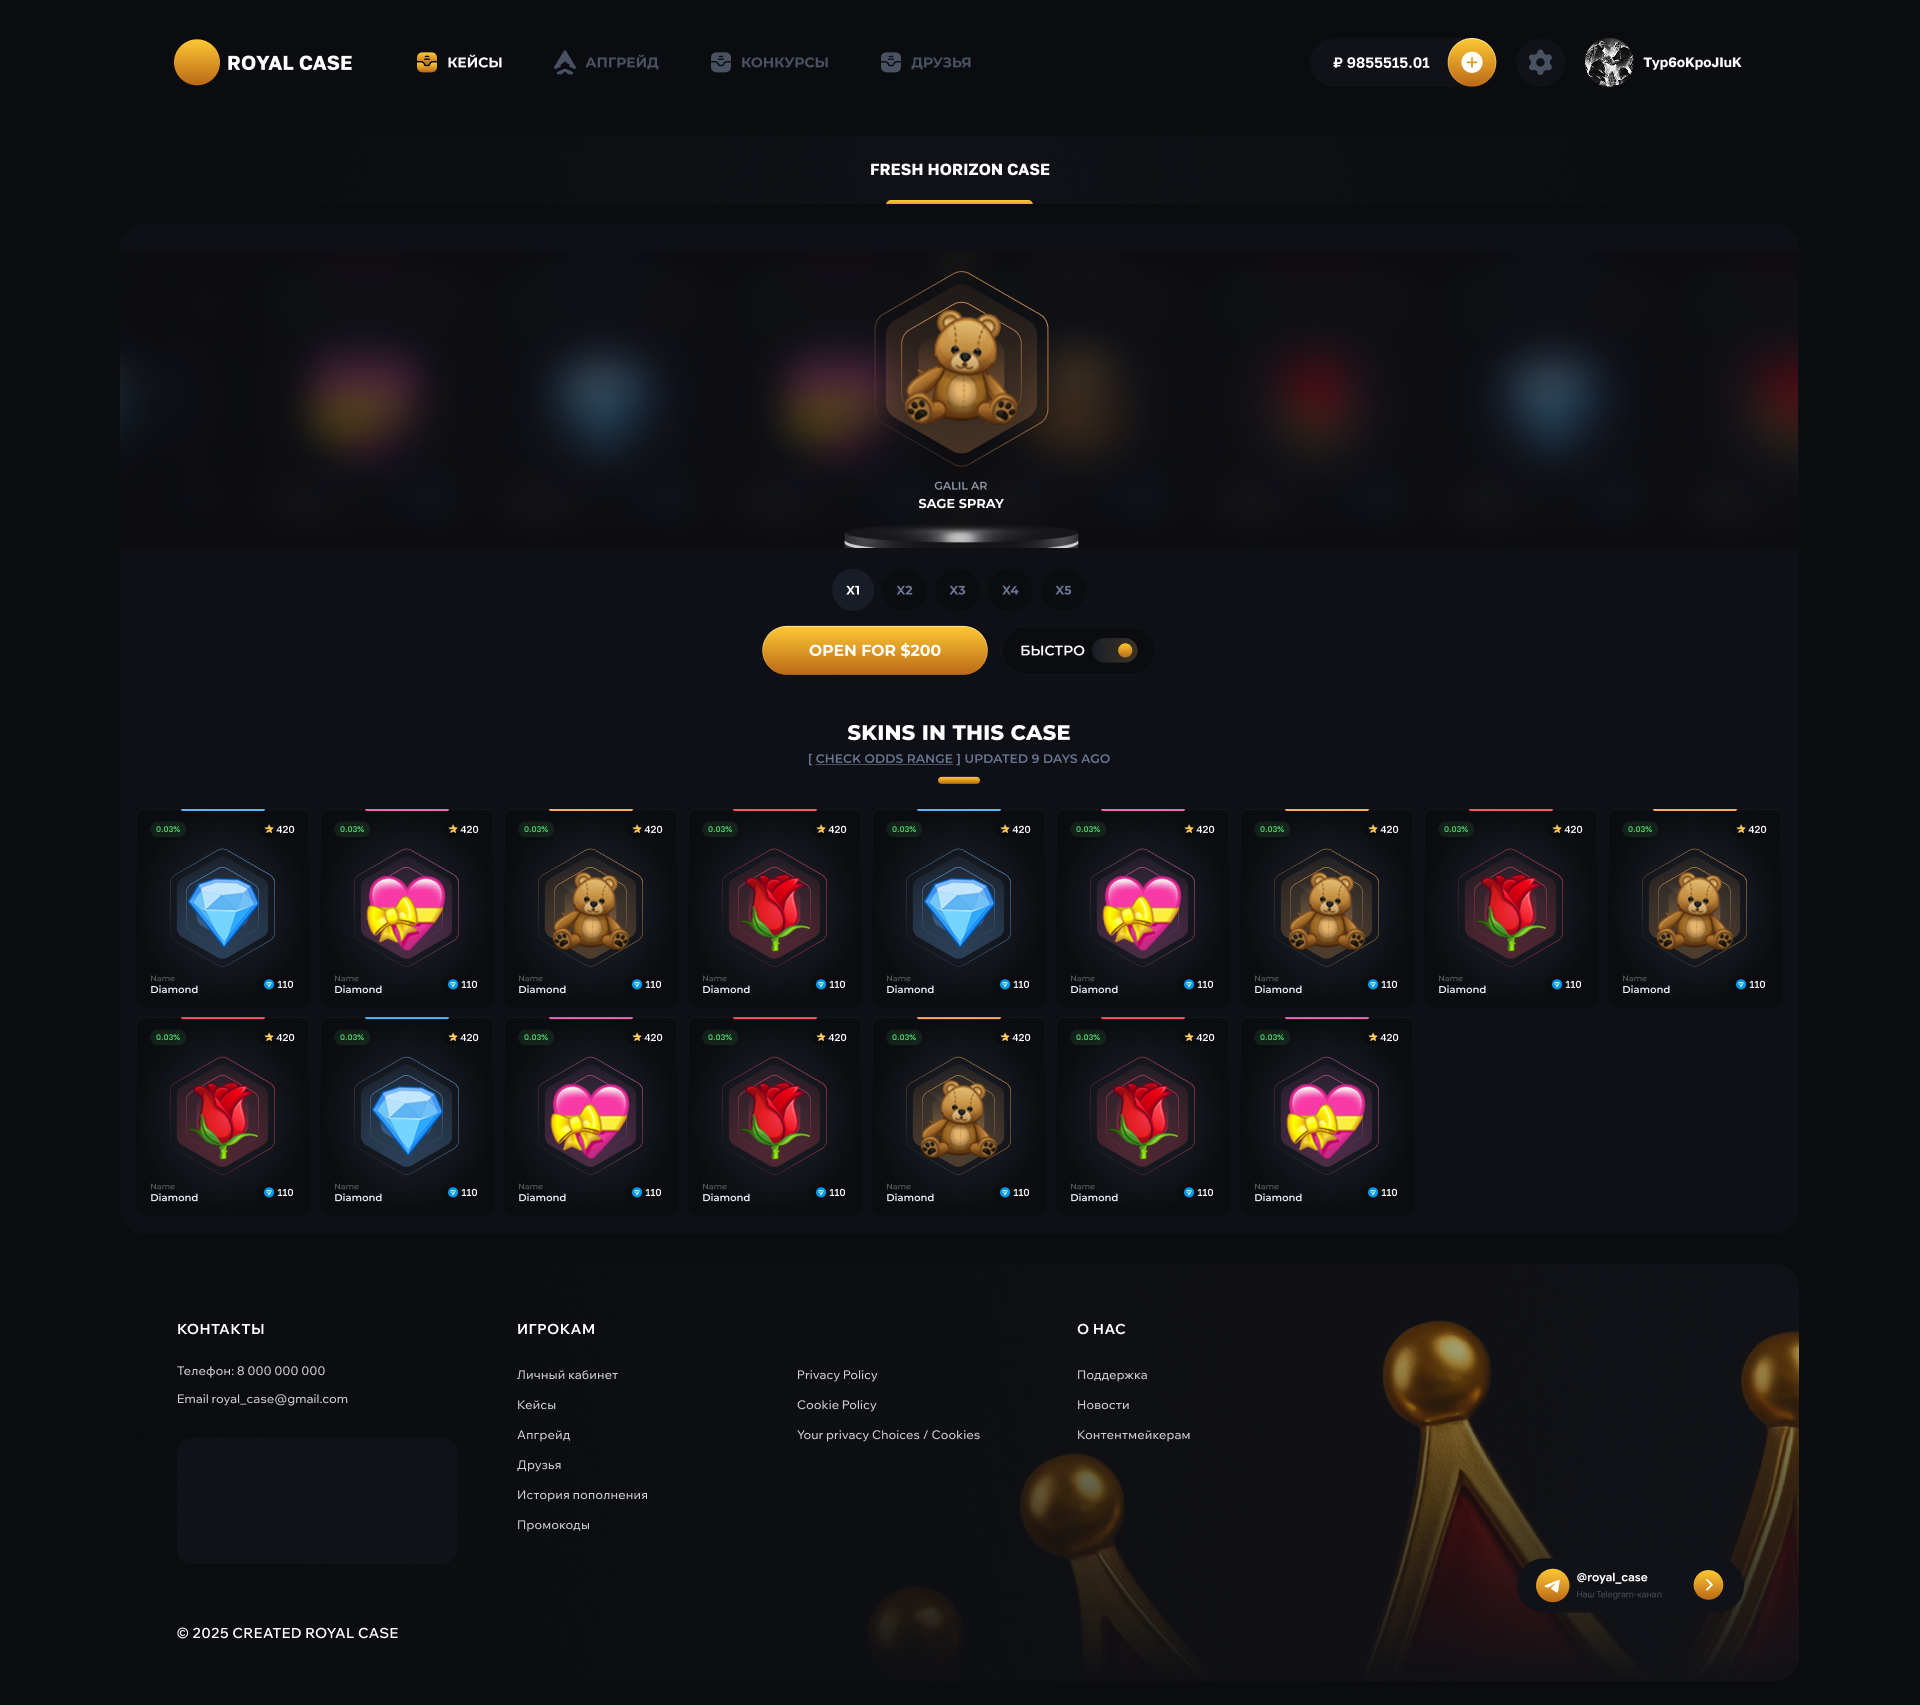 ROYAL CASE
КЕЙСЫ
АПГРЕЙД
КОНКУРСЫ
ДРУЗЬЯ
₽ 9855515.01
Typ6oKpoJIuK
FRESH HORIZON CASE
GALIL AR
SAGE SPRAY
X1 X2 X3 X4 X5
OPEN FOR $200
БЫСТРО
SKINS IN THIS CASE
[ CHECK ODDS RANGE ] UPDATED 9 DAYS AGO
0.03% 420 0.03% 420 0.03% 420 0.03% 420 0.03% 420 0.03% 420 0.03% 420 0.03% 420 0.03% 420
Name Name Name Name Name Name Name Name Name
Diamond 110 Diamond 110 Diamond 110 Diamond 110 Diamond 110 Diamond 110 Diamond 110 Diamond 110 Diamond 110
0.03% 420 0.03% 420 0.03% 420 0.03% 420 0.03% 420 0.03% 420 0.03% 420
Name Name Name Name Name Name Name
Diamond 110 Diamond 110 Diamond 110 Diamond 110 Diamond 110 Diamond 110 Diamond 110
КОНТАКТЫ
Телефон: 8 000 000 000
Email royal_case@gmail.com
ИГРОКАМ
Личный кабинет
Кейсы
Апгрейд
Друзья
История пополнения
Промокоды
Privacy Policy
Cookie Policy
Your privacy Choices / Cookies
О НАС
Поддержка
Новости
Контентмейкерам
@royal_case
Наш Telegram-канал
© 2025 CREATED ROYAL CASE